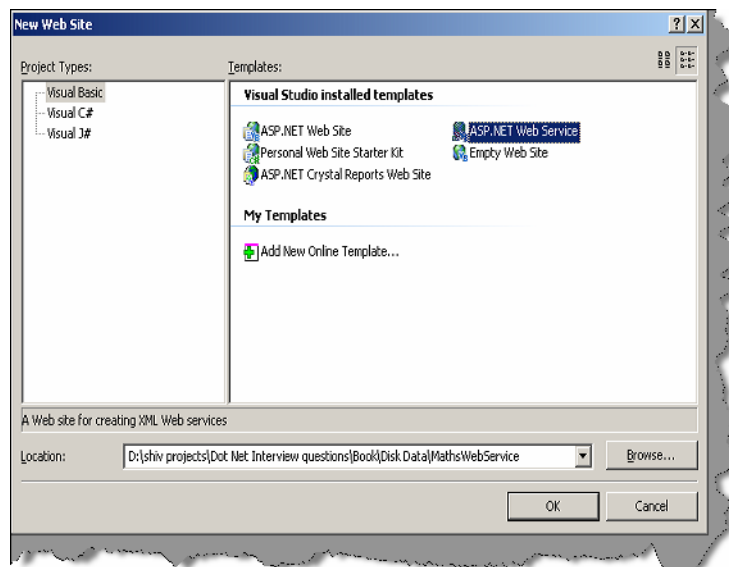 New Web Site
Project Types:
Templates:
Visual Basic
Visual C#
Visual J#
Visual Studio installed templates
ASP.NET Web Site
ASP.NET Web Service
Personal Web Site Starter Kit
Empty Web Site
ASP.NET Crystal Reports Web Site
My Templates
Add New Online Template...
A Web site for creating XML Web services
Location:
D:\shiv projects\Dot Net Interview questions\Book\Disk Data\MathsWebService
Browse...
OK
Cancel